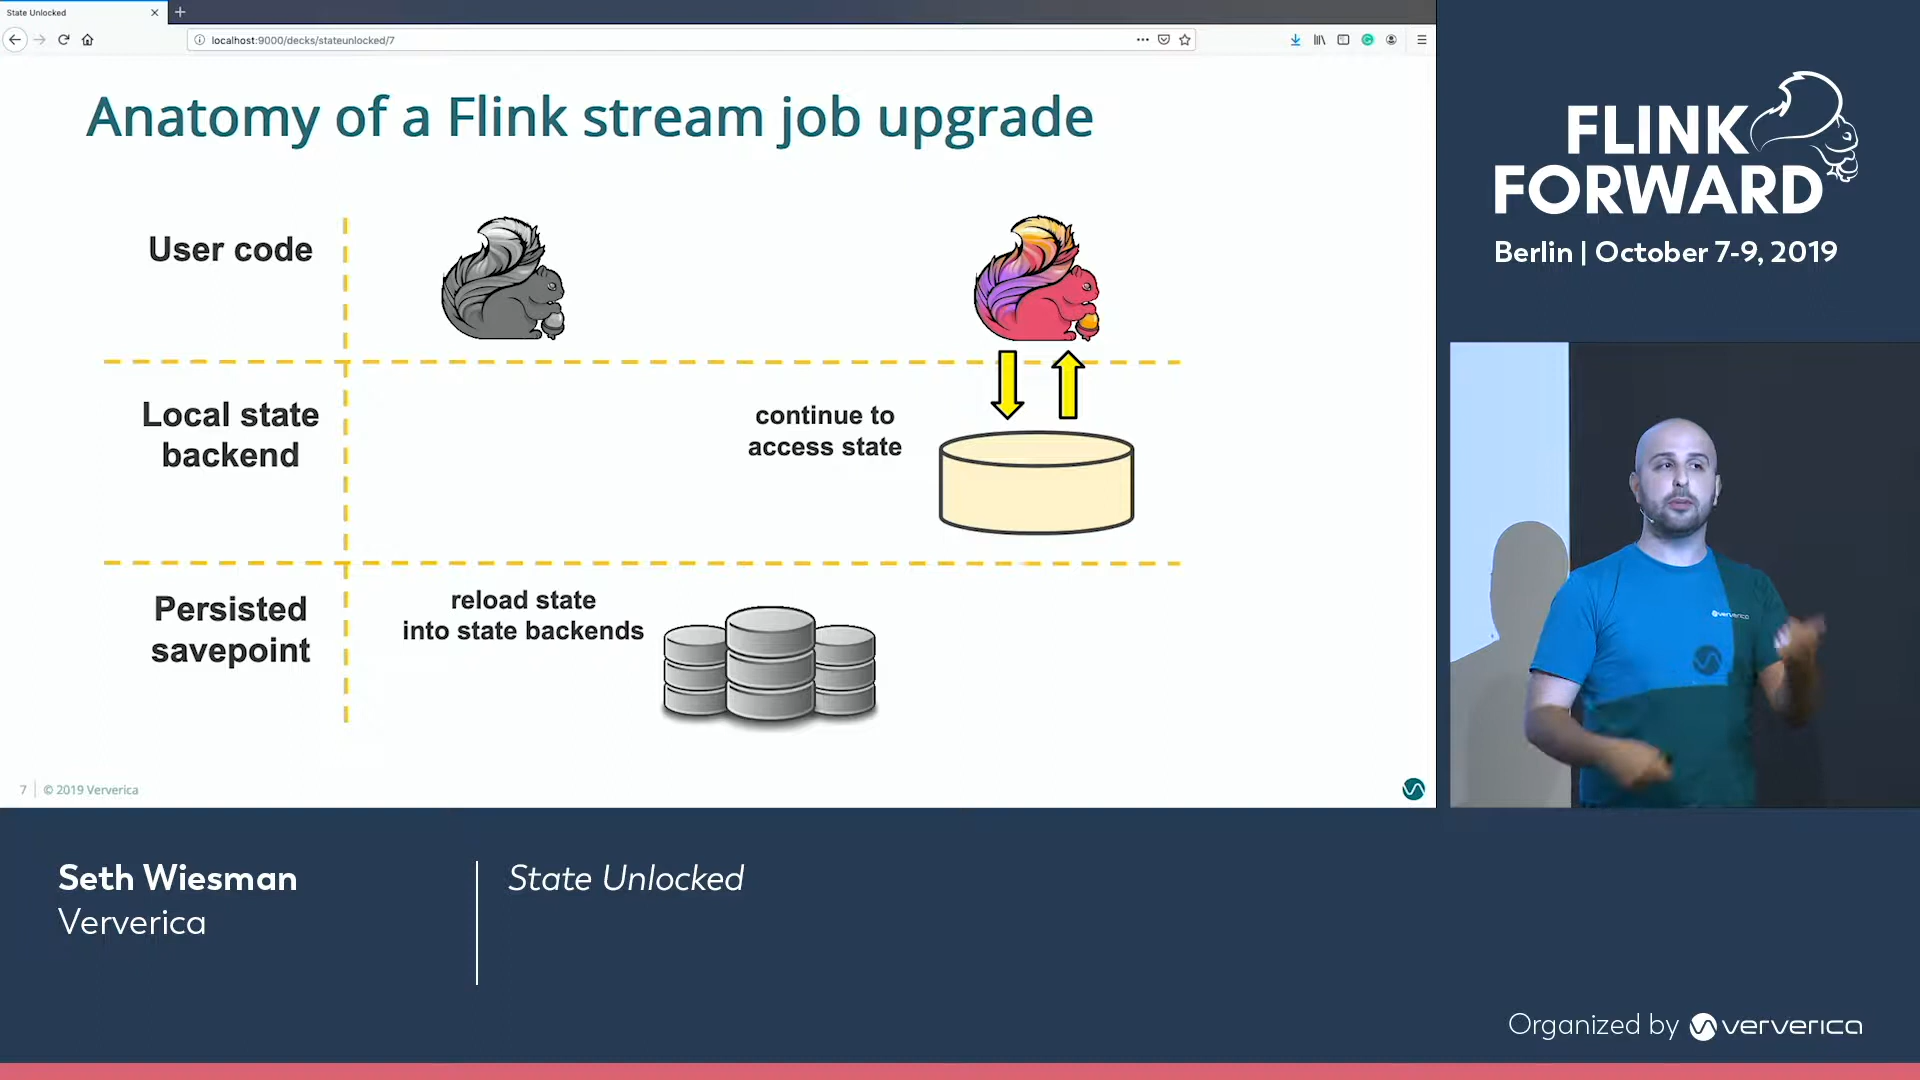 State Unlocked
localhost:9000/decks/stateunlocked/7
Anatomy of a Flink stream job upgrade
User code
Local state
backend
continue to
access state
Persisted
savepoint
reload state
into state backends
7 © 2019 Ververica
FLINK
FORWARD
Berlin | October 7-9, 2019
ververica
Seth Wiesman
Ververica
State Unlocked
Organized by ververica